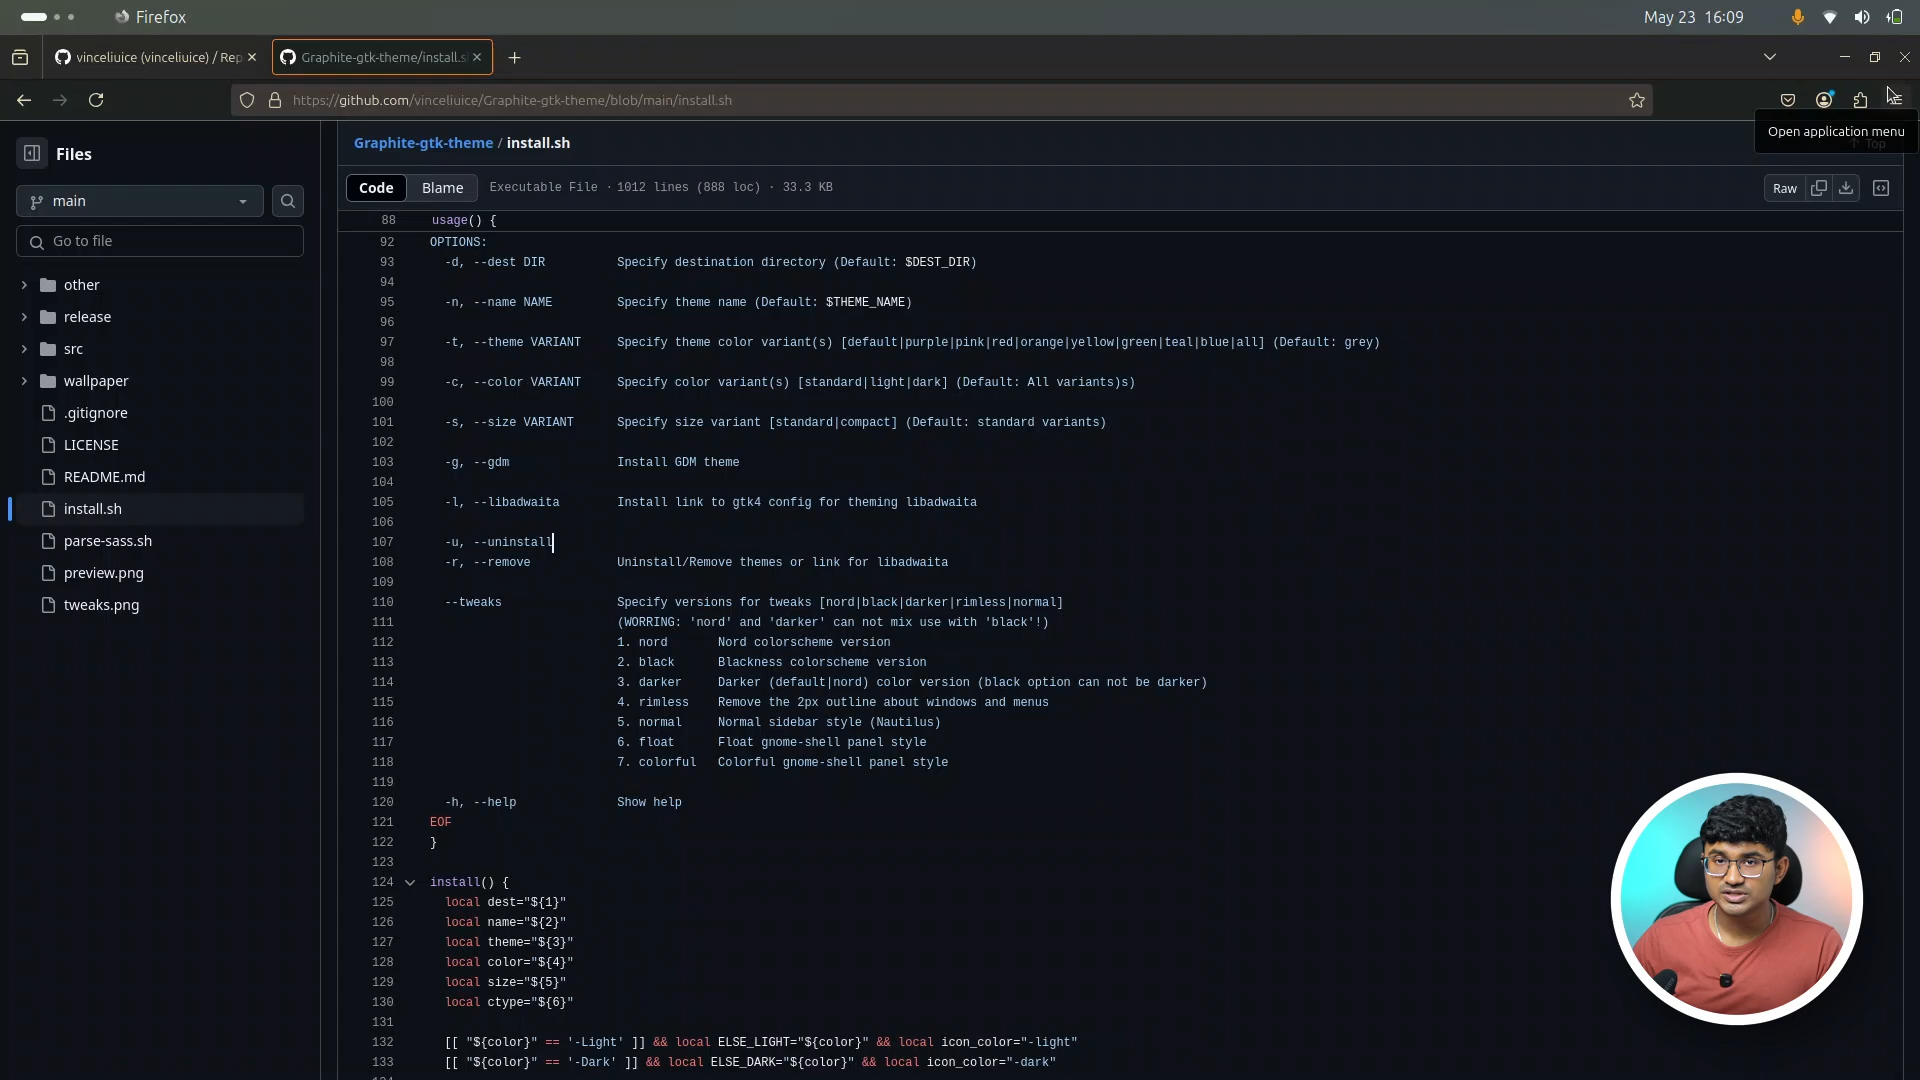 Firefox
May 23 16:09
vinceliuice (vinceliuice) / Rep
Graphite-gtk-theme/install.s
https://github.com/vinceliuice/Graphite-gtk-theme/blob/main/install.sh
Open application menu
Top
Files
main
Go to file
other
release
src
wallpaper
.gitignore
LICENSE
README.md
install.sh
parse-sass.sh
preview.png
tweaks.png
Graphite-gtk-theme / install.sh
Code
Blame
Executable File · 1012 lines (888 loc) · 33.3 KB
Raw
88 usage() {
92 OPTIONS:
93 -d, --dest DIR Specify destination directory (Default: $DEST_DIR)
94
95 -n, --name NAME Specify theme name (Default: $THEME_NAME)
96
97 -t, --theme VARIANT Specify theme color variant(s) [default|purple|pink|red|orange|yellow|green|teal|blue|all] (Default: grey)
98
99 -c, --color VARIANT Specify color variant(s) [standard|light|dark] (Default: All variants)s)
100
101 -s, --size VARIANT Specify size variant [standard|compact] (Default: standard variants)
102
103 -g, --gdm Install GDM theme
104
105 -l, --libadwaita Install link to gtk4 config for theming libadwaita
106
107 -u, --uninstall
108 -r, --remove Uninstall/Remove themes or link for libadwaita
109
110 --tweaks Specify versions for tweaks [nord|black|darker|rimless|normal]
111 (WORRING: 'nord' and 'darker' can not mix use with 'black'!)
112 1. nord Nord colorscheme version
113 2. black Blackness colorscheme version
114 3. darker Darker (default|nord) color version (black option can not be darker)
115 4. rimless Remove the 2px outline about windows and menus
116 5. normal Normal sidebar style (Nautilus)
117 6. float Float gnome-shell panel style
118 7. colorful Colorful gnome-shell panel style
119
120 -h, --help Show help
121 EOF
122 }
123
124 install() {
125 local dest="${1}"
126 local name="${2}"
127 local theme="${3}"
128 local color="${4}"
129 local size="${5}"
130 local ctype="${6}"
131
132 [[ "${color}" == '-Light' ]] && local ELSE_LIGHT="${color}" && local icon_color="-light"
133 [[ "${color}" == '-Dark' ]] && local ELSE_DARK="${color}" && local icon_color="-dark"